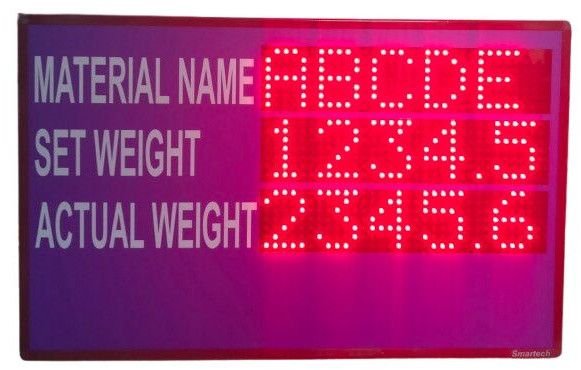 MATERIAL NAME ABCDE
SET WEIGHT 1234.5
ACTUAL WEIGHT 2345.6
Smartech